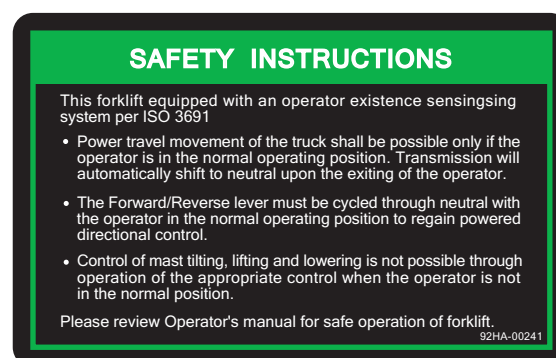 SAFETY INSTRUCTIONS
This forklift equipped with an operator existence sensingsing
system per ISO 3691
• Power travel movement of the truck shall be possible only if the
operator is in the normal operating position. Transmission will
automatically shift to neutral upon the exiting of the operator.
• The Forward/Reverse lever must be cycled through neutral with
the operator in the normal operating position to regain powered
directional control.
• Control of mast tilting, lifting and lowering is not possible through
operation of the appropriate control when the operator is not
in the normal position.
Please review Operator's manual for safe operation of forklift.
92HA-00241